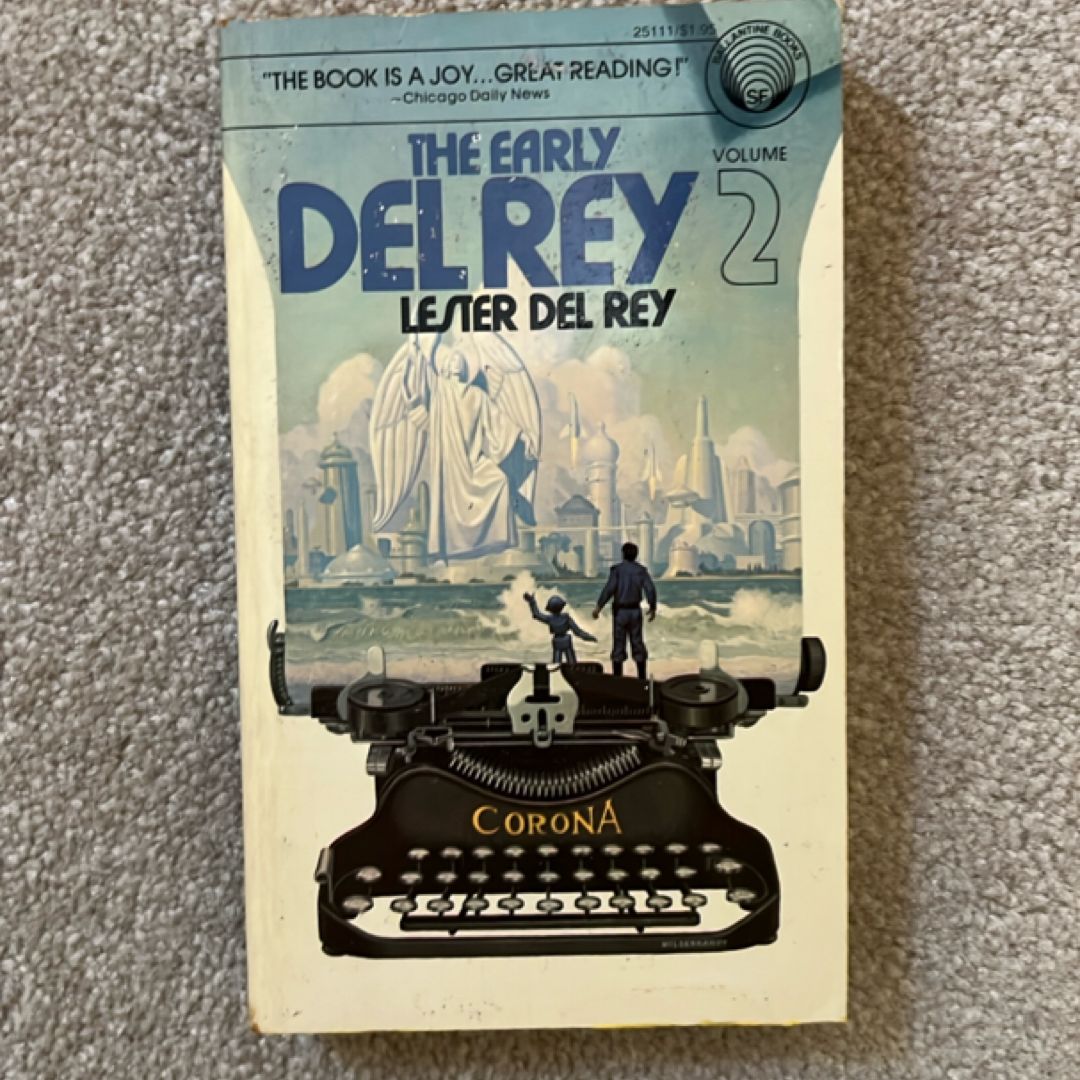 25111/$1.95
BALLANTINE BOOKS
SF
"THE BOOK IS A JOY...GREAT READING!"
—Chicago Daily News
THE EARLY
DEL REY
VOLUME
2
LESTER DEL REY
CORONA
HILDEBRANDT